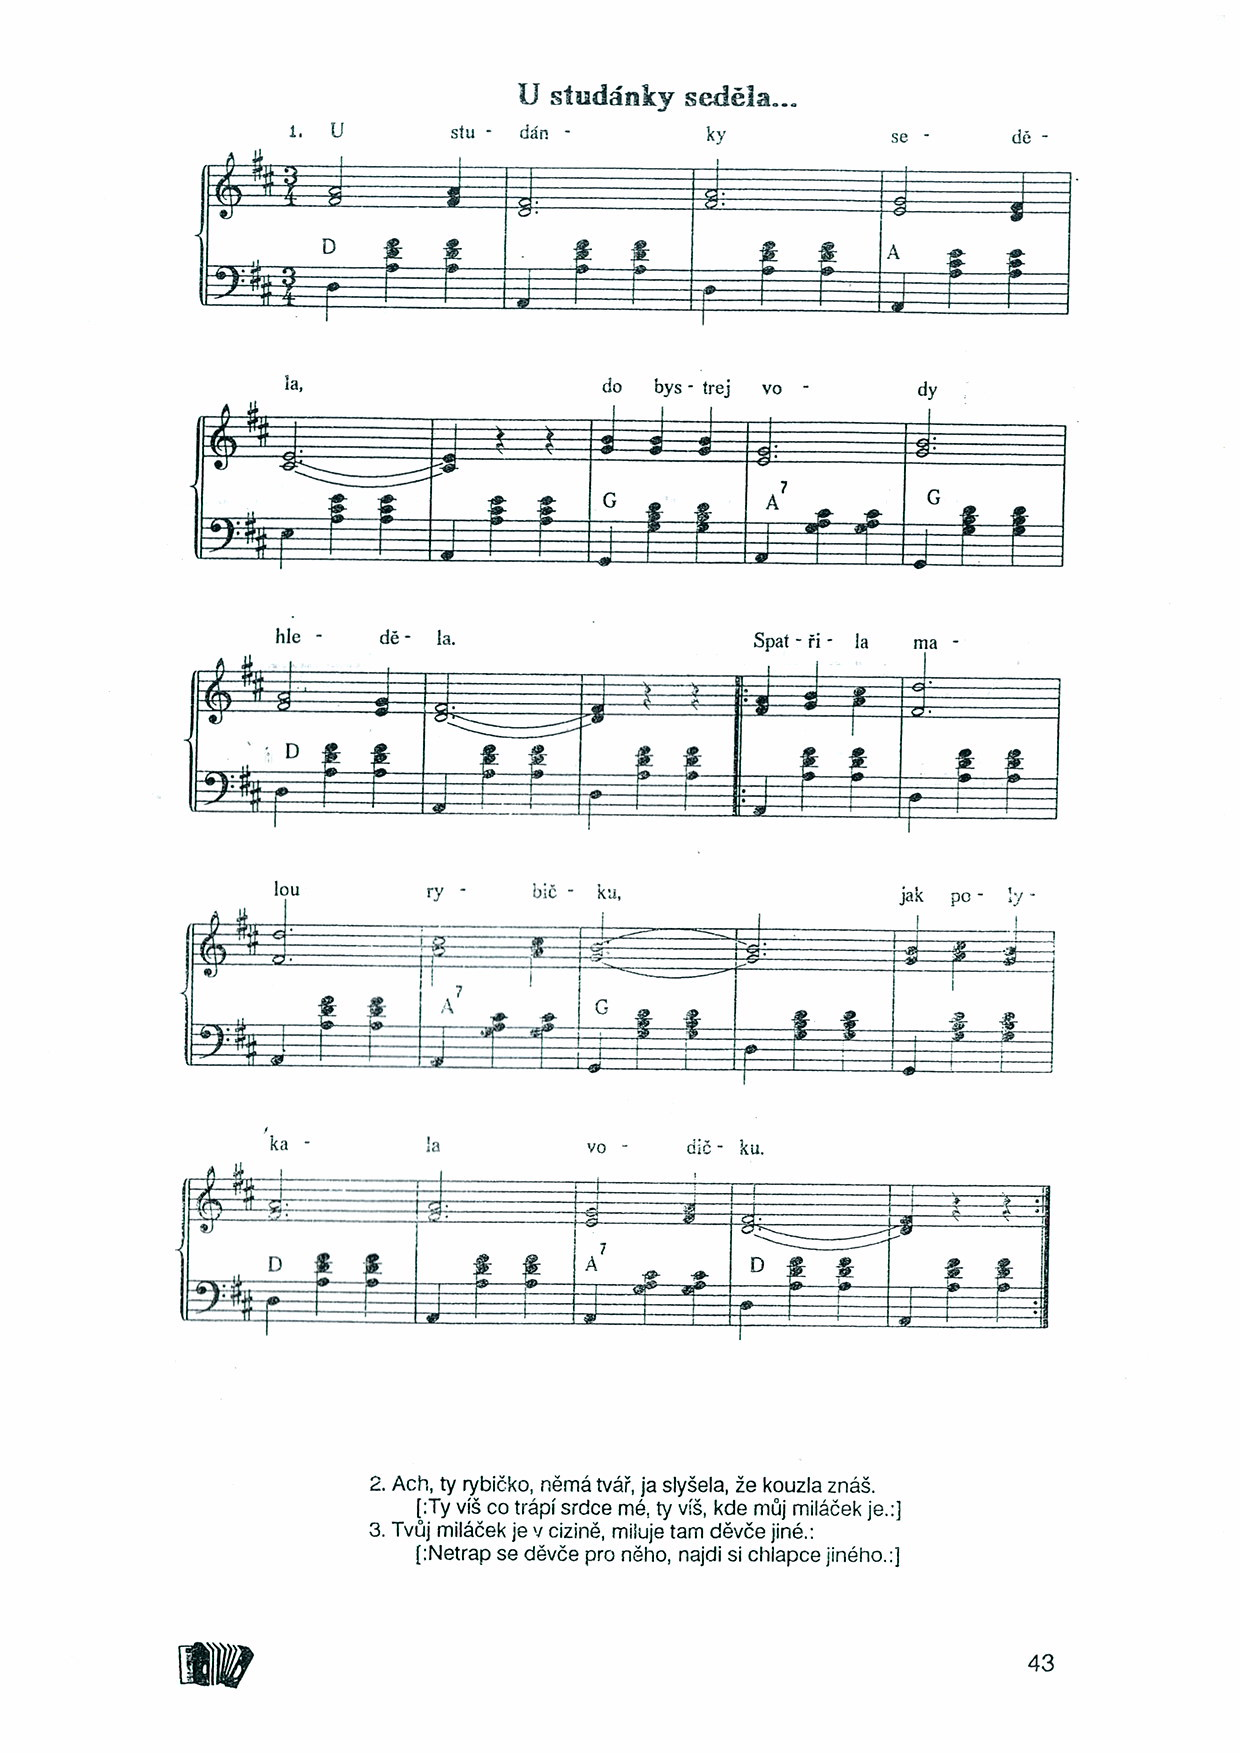 U studánky seděla...
1. U stu - dán - ky se - dě -
D A
la, do bys - trej vo - dy
G A7 G
hle - dě - la. Spat - ři - la ma -
D
lou ry - bič - ku, jak po - ly -
A7 G
ka - la vo - dič - ku.
D A7 D
2. Ach, ty rybičko, němá tvář, ja slyšela, že kouzla znáš.
[:Ty víš co trápí srdce mé, ty víš, kde můj miláček je.:]
3. Tvůj miláček je v cizině, miluje tam děvče jiné.:
[:Netrap se děvče pro něho, najdi si chlapce jiného.:]
43